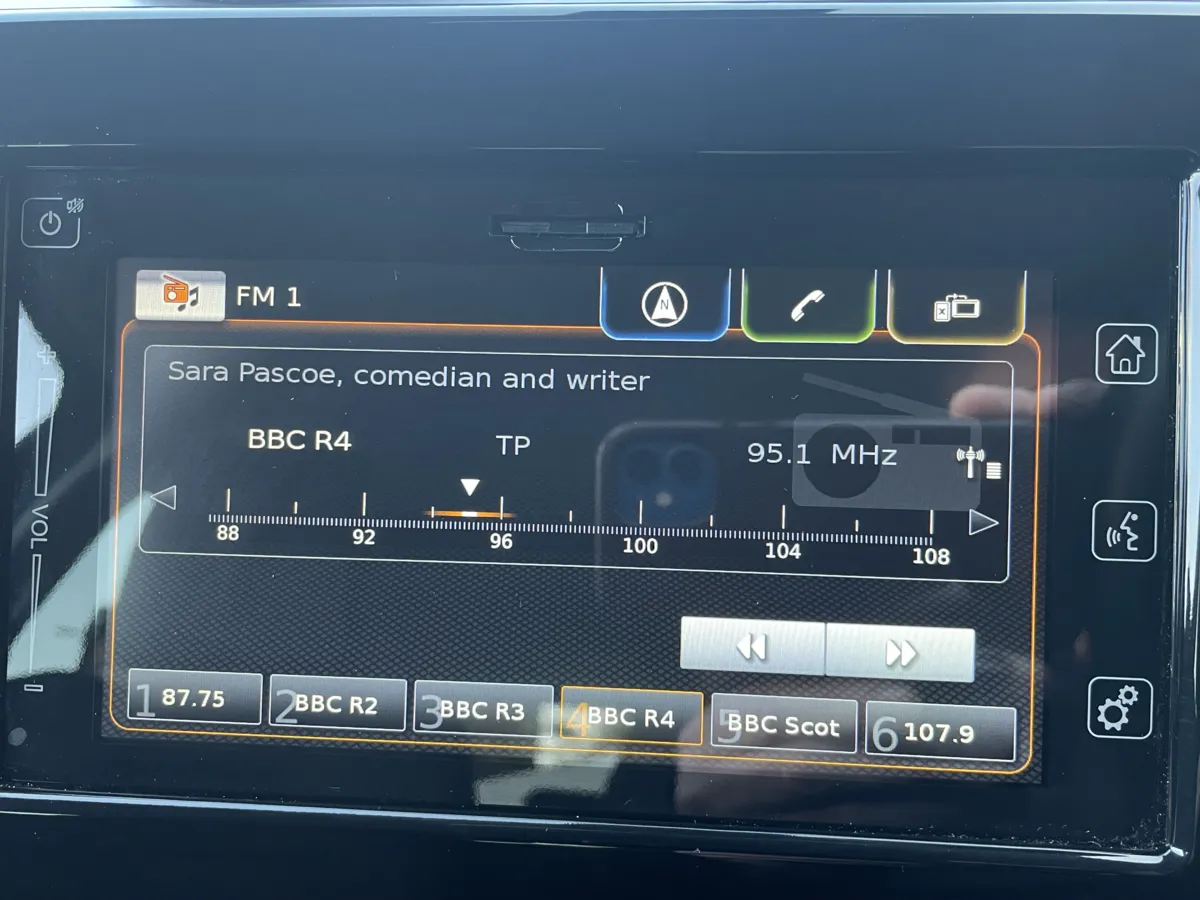 FM 1
N
Sara Pascoe, comedian and writer
BBC R4 TP 95.1 MHz
88 92 96 100 104 108
VOL
1 87.75
2 BBC R2
3 BBC R3
4 BBC R4
5 BBC Scot
6 107.9